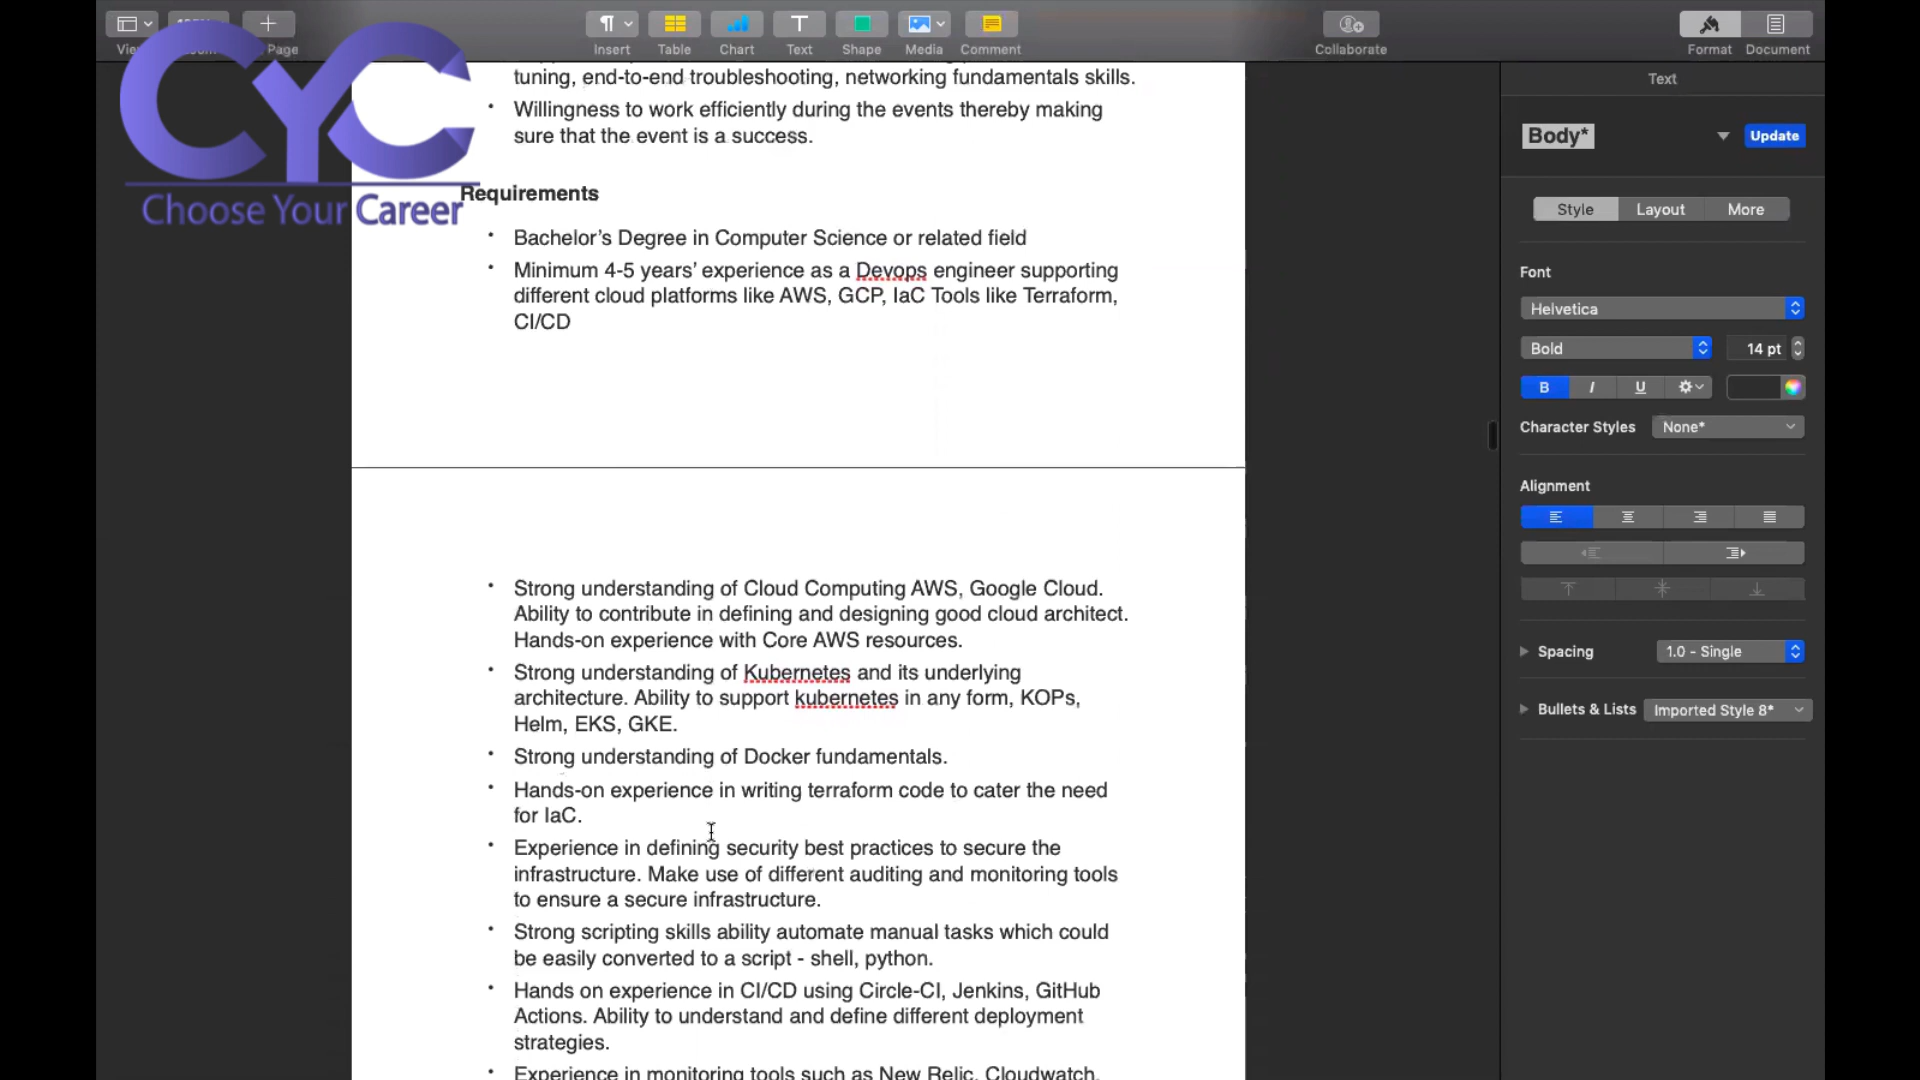 Insert
Table
Chart
Text
Shape
Media
Comment
Collaborate
Format
Document
Page
CYC
Choose Your Career
tuning, end-to-end troubleshooting, networking fundamentals skills.
• Willingness to work efficiently during the events thereby making
sure that the event is a success.
Requirements
• Bachelor’s Degree in Computer Science or related field
• Minimum 4-5 years’ experience as a Devops engineer supporting
different cloud platforms like AWS, GCP, IaC Tools like Terraform,
CI/CD
• Strong understanding of Cloud Computing AWS, Google Cloud.
Ability to contribute in defining and designing good cloud architect.
Hands-on experience with Core AWS resources.
• Strong understanding of Kubernetes and its underlying
architecture. Ability to support kubernetes in any form, KOPs,
Helm, EKS, GKE.
• Strong understanding of Docker fundamentals.
• Hands-on experience in writing terraform code to cater the need
for IaC.
• Experience in defining security best practices to secure the
infrastructure. Make use of different auditing and monitoring tools
to ensure a secure infrastructure.
• Strong scripting skills ability automate manual tasks which could
be easily converted to a script - shell, python.
• Hands on experience in CI/CD using Circle-CI, Jenkins, GitHub
Actions. Ability to understand and define different deployment
strategies.
• Experience in monitoring tools such as New Relic, Cloudwatch,
Text
Body*
Update
Style
Layout
More
Font
Helvetica
Bold
14 pt
B
I
U
Character Styles
None*
Alignment
Spacing
1.0 - Single
Bullets & Lists
Imported Style 8*